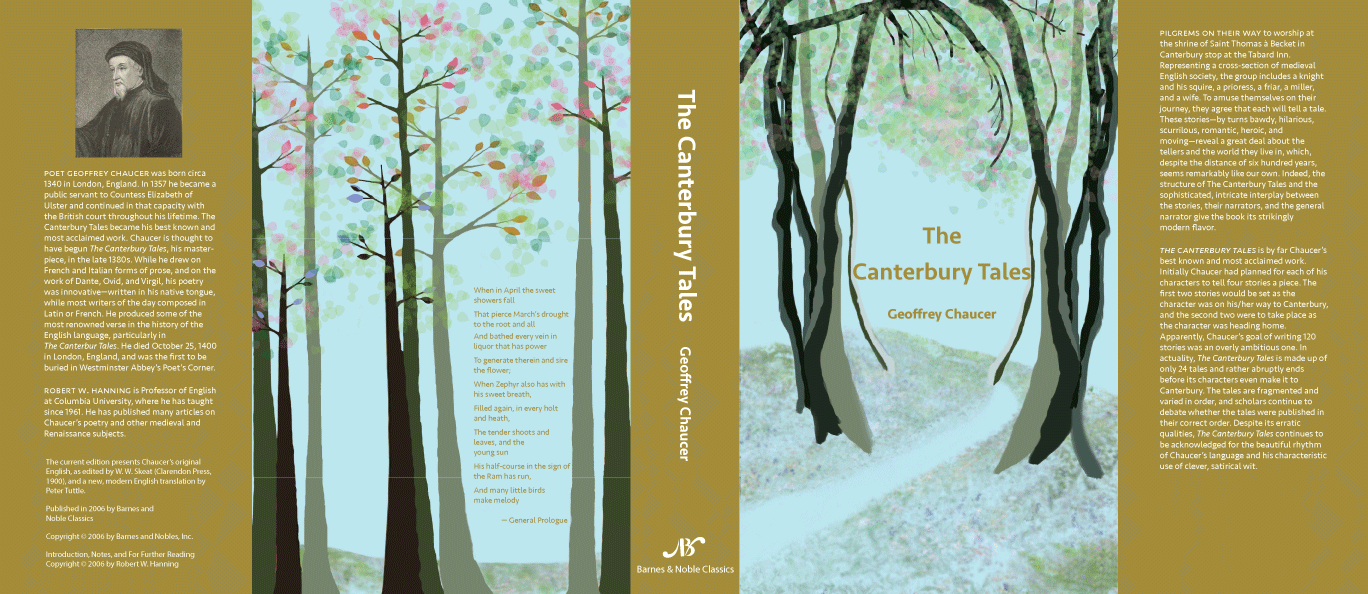 POET GEOFFREY CHAUCER was born circa
1340 in London, England. In 1357 he became a
public servant to Countess Elizabeth of
Ulster and continued in that capacity with
the British court throughout his lifetime. The
Canterbury Tales became his best known and
most acclaimed work. Chaucer is thought to
have begun The Canterbury Tales, his master-
piece, in the late 1380s. While he drew on
French and Italian forms of prose, and on the
work of Dante, Ovid, and Virgil, his poetry
was innovative—written in his native tongue,
while most writers of the day composed in
Latin or French. He produced some of the
most renowned verse in the history of the
English language, particularly in
The Canterbur Tales. He died October 25, 1400
in London, England, and was the first to be
buried in Westminster Abbey's Poet's Corner.
ROBERT W. HANNING is Professor of English
at Columbia University, where he has taught
since 1961. He has published many articles on
Chaucer's poetry and other medieval and
Renaissance subjects.
The current edition presents Chaucer's original
English, as edited by W. W. Skeat (Clarendon Press,
1900), and a new, modern English translation by
Peter Tuttle.
Published in 2006 by Barnes and
Noble Classics
Copyright © 2006 by Barnes and Nobles, Inc.
Introduction, Notes, and For Further Reading
Copyright © 2006 by Robert W. Hanning
When in April the sweet
showers fall
That pierce March's drought
to the root and all
And bathed every vein in
liquor that has power
To generate therein and sire
the flower;
When Zephyr also has with
his sweet breath,
Filled again, in every holt
and heath,
The tender shoots and
leaves, and the
young sun
His half-course in the sign of
the Ram has run,
And many little birds
make melody
— General Prologue
The Canterbury Tales
Geoffrey Chaucer
Barnes & Noble Classics
The
Canterbury Tales
Geoffrey Chaucer
PILGREMS ON THEIR WAY to worship at
the shrine of Saint Thomas à Becket in
Canterbury stop at the Tabard Inn.
Representing a cross-section of medieval
English society, the group includes a knight
and his squire, a prioress, a friar, a miller,
and a wife. To amuse themselves on their
journey, they agree that each will tell a tale.
These stories—by turns bawdy, hilarious,
scurrilous, romantic, heroic, and
moving—reveal a great deal about the
tellers and the world they live in, which,
despite the distance of six hundred years,
seems remarkably like our own. Indeed, the
structure of The Canterbury Tales and the
sophisticated, intricate interplay between
the stories, their narrators, and the general
narrator give the book its strikingly
modern flavor.
THE CANTERBURY TALES is by far Chaucer's
best known and most acclaimed work.
Initially Chaucer had planned for each of his
characters to tell four stories a piece. The
first two stories would be set as the
character was on his/her way to Canterbury,
and the second two were to take place as
the character was heading home.
Apparently, Chaucer's goal of writing 120
stories was an overly ambitious one. In
actuality, The Canterbury Tales is made up of
only 24 tales and rather abruptly ends
before its characters even make it to
Canterbury. The tales are fragmented and
varied in order, and scholars continue to
debate whether the tales were published in
their correct order. Despite its erratic
qualities, The Canterbury Tales continues to
be acknowledged for the beautiful rhythm
of Chaucer's language and his characteristic
use of clever, satirical wit.